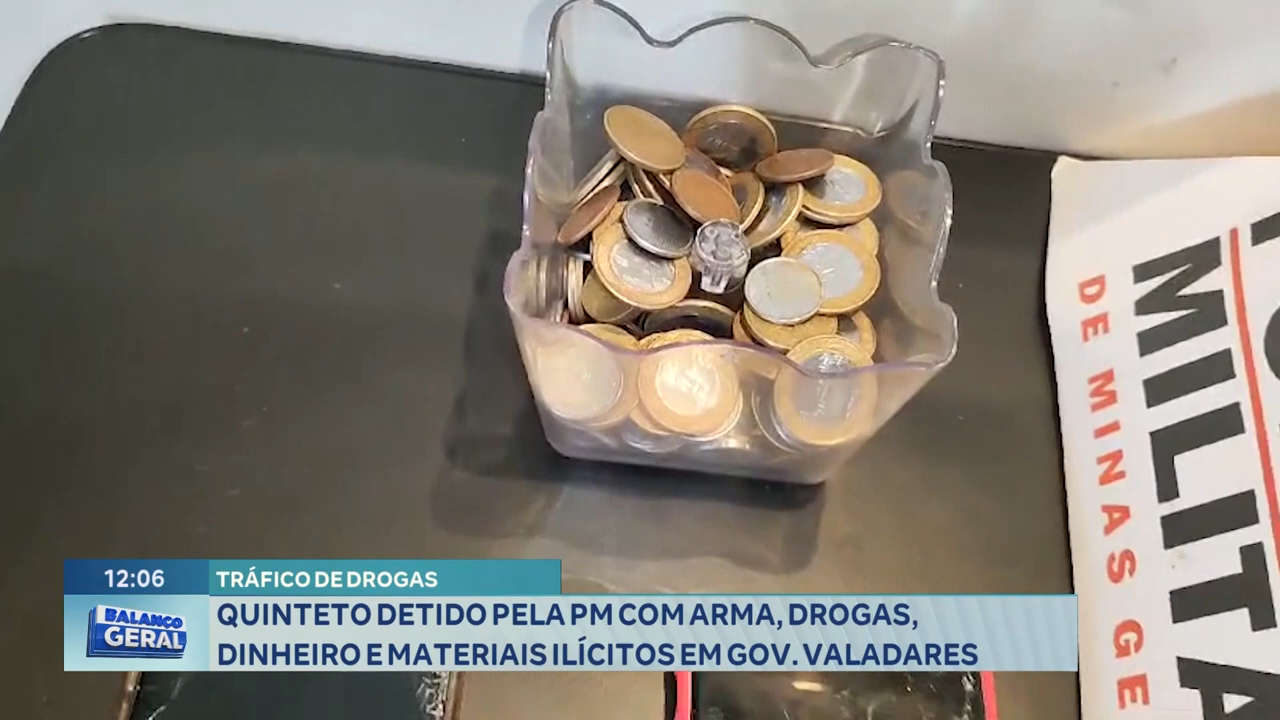 MILITA
DE MINAS GE
12:06
TRÁFICO DE DROGAS
BALANÇO
GERAL
QUINTETO DETIDO PELA PM COM ARMA, DROGAS,
DINHEIRO E MATERIAIS ILÍCITOS EM GOV. VALADARES